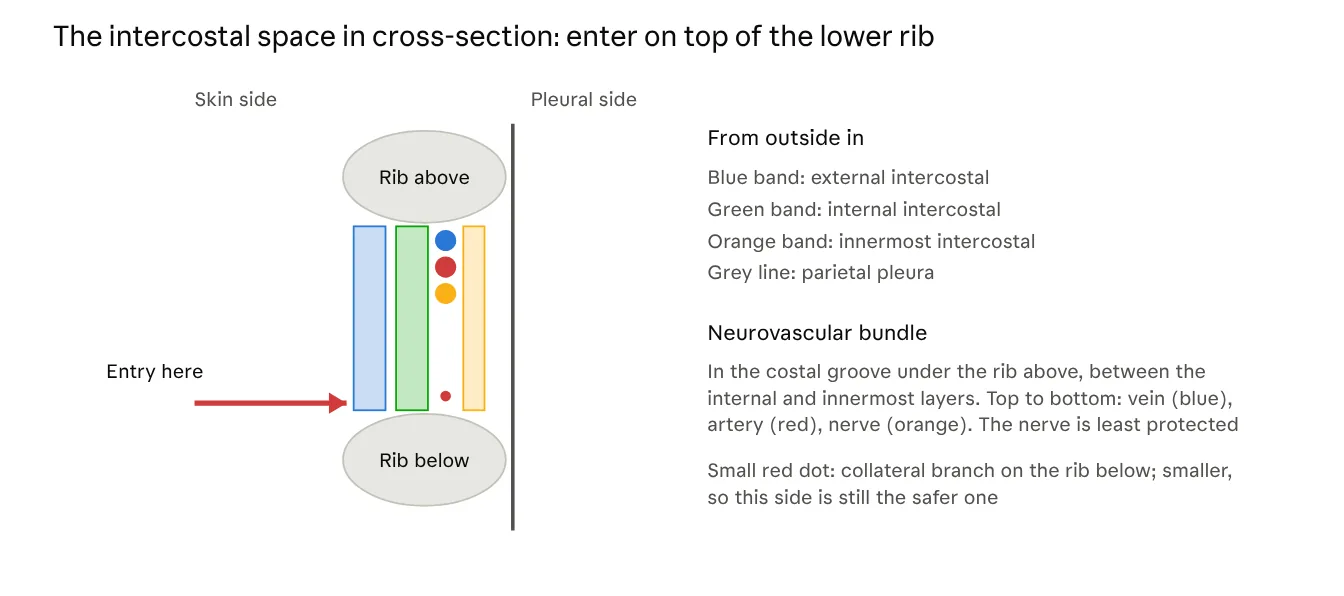 The intercostal space in cross-section: enter on top of the lower rib
Skin side
Pleural side
Rib above
Entry here
Rib below
From outside in
Blue band: external intercostal
Green band: internal intercostal
Orange band: innermost intercostal
Grey line: parietal pleura
Neurovascular bundle
In the costal groove under the rib above, between the
internal and innermost layers. Top to bottom: vein (blue),
artery (red), nerve (orange). The nerve is least protected
Small red dot: collateral branch on the rib below; smaller,
so this side is still the safer one